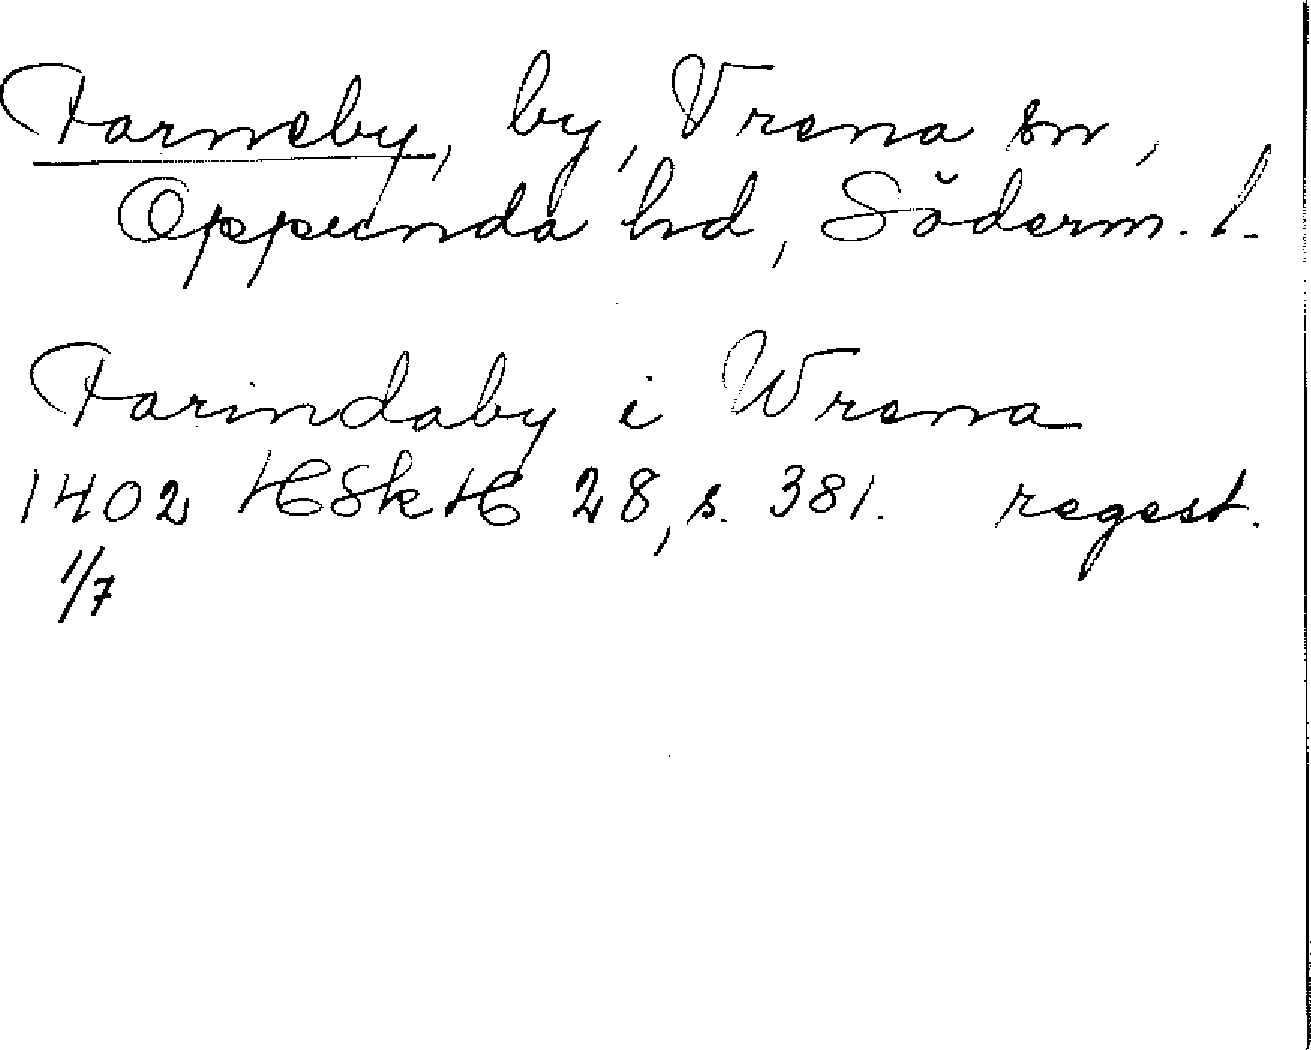 Farneby, by, Vrena sn,
Oppunda hd, Söderm. l.
Farindaby i Wrena
1402 HSkH 28, s. 381. regest.
1/7